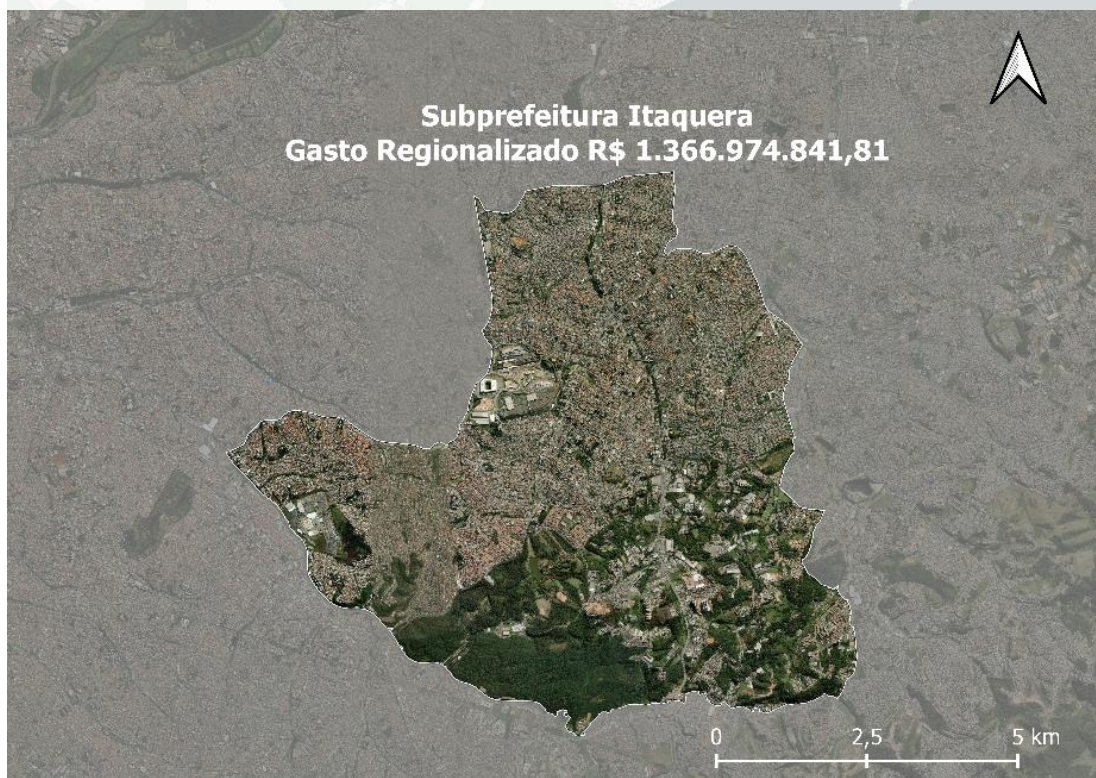 Subprefeitura Itaquera
Gasto Regionalizado R$ 1.366.974.841,81
0 2,5 5 km